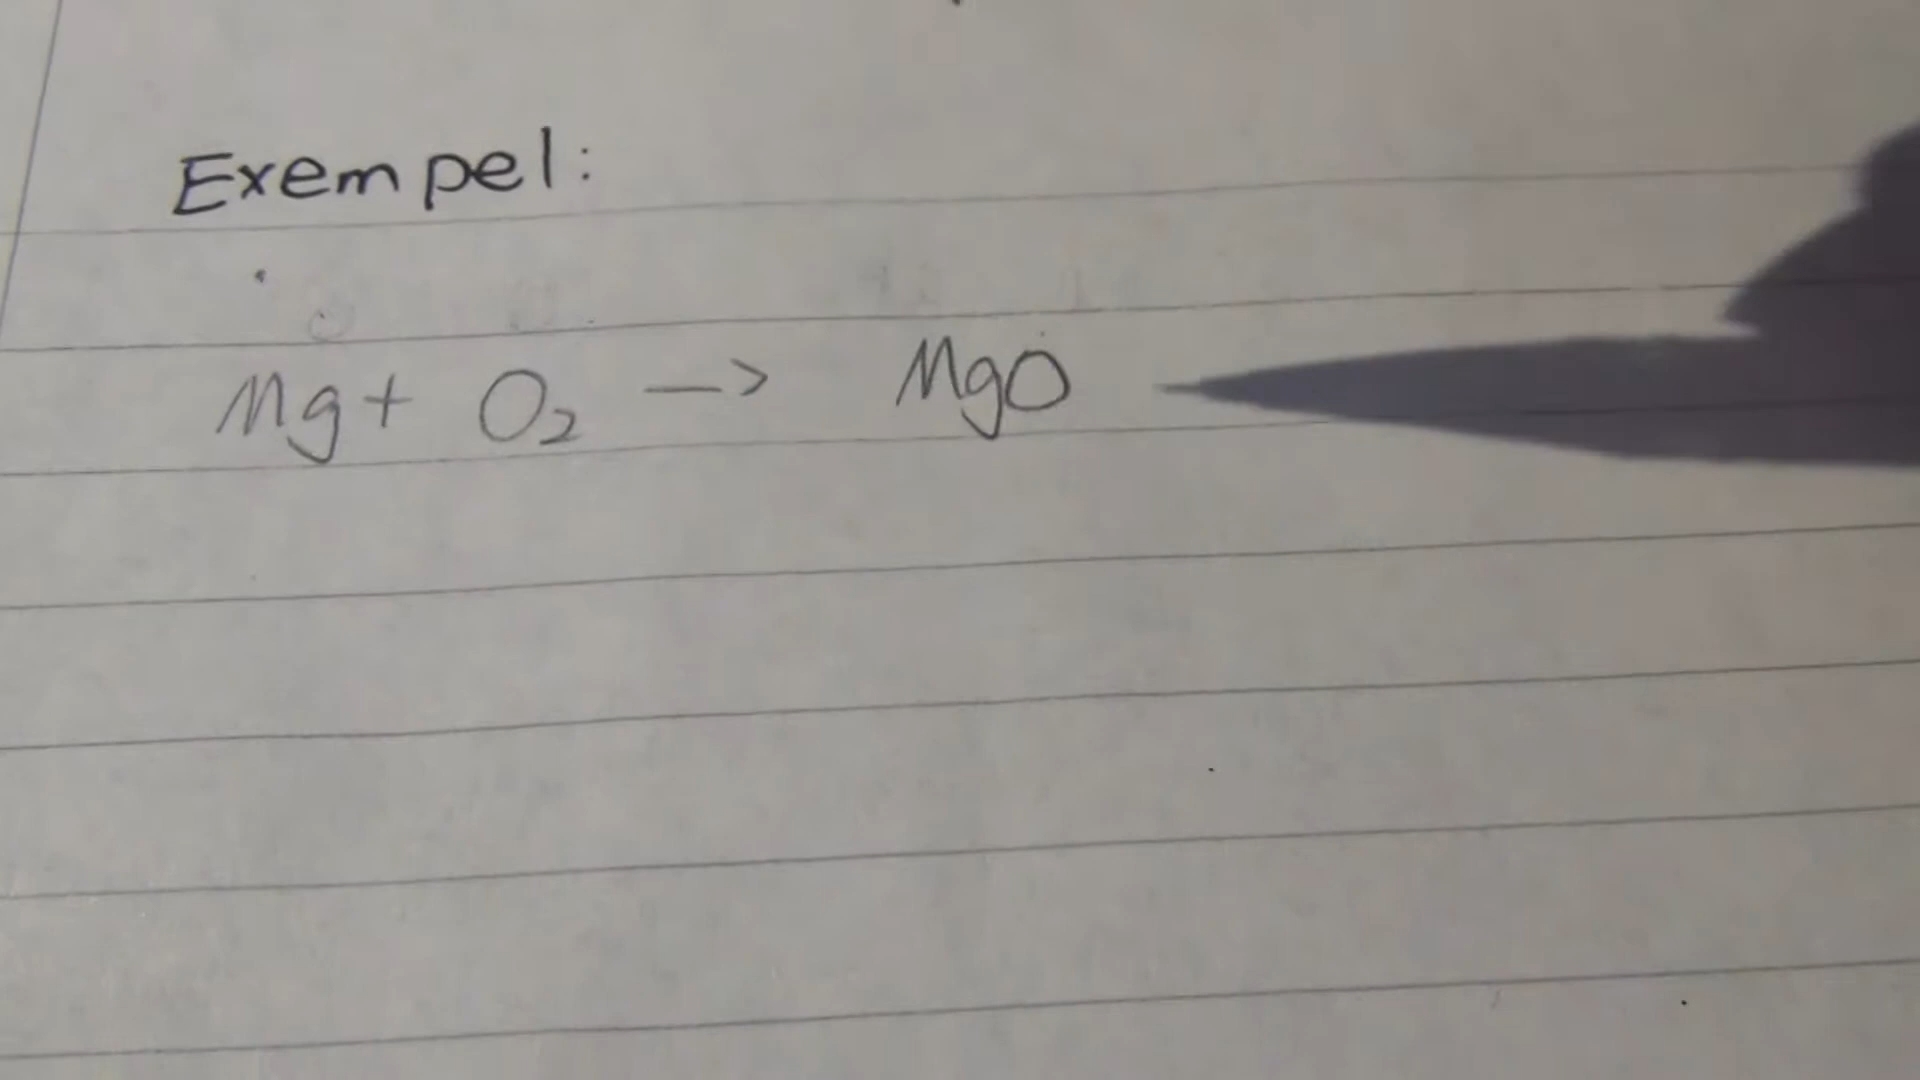 Exempel:
Mg + O₂ —> MgO